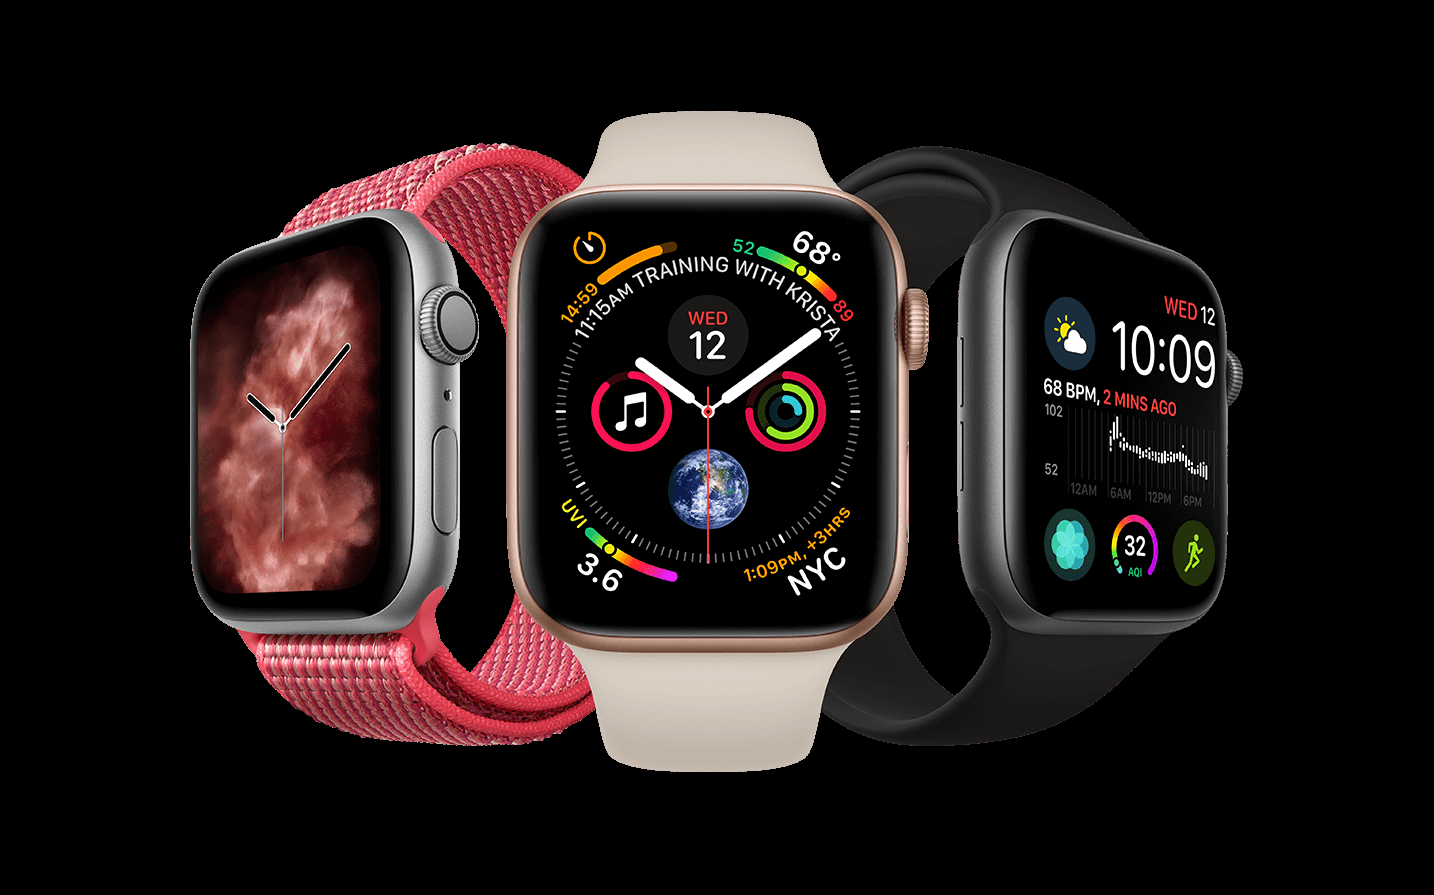 14:59
11:15AM TRAINING WITH KRISTA
52
68°
89
WED
12
UVI
3.6
1:09PM, +3HRS
NYC
WED 12
10:09
68 BPM, 2 MINS AGO
102
52
12AM 6AM 12PM 6PM
32
AQI